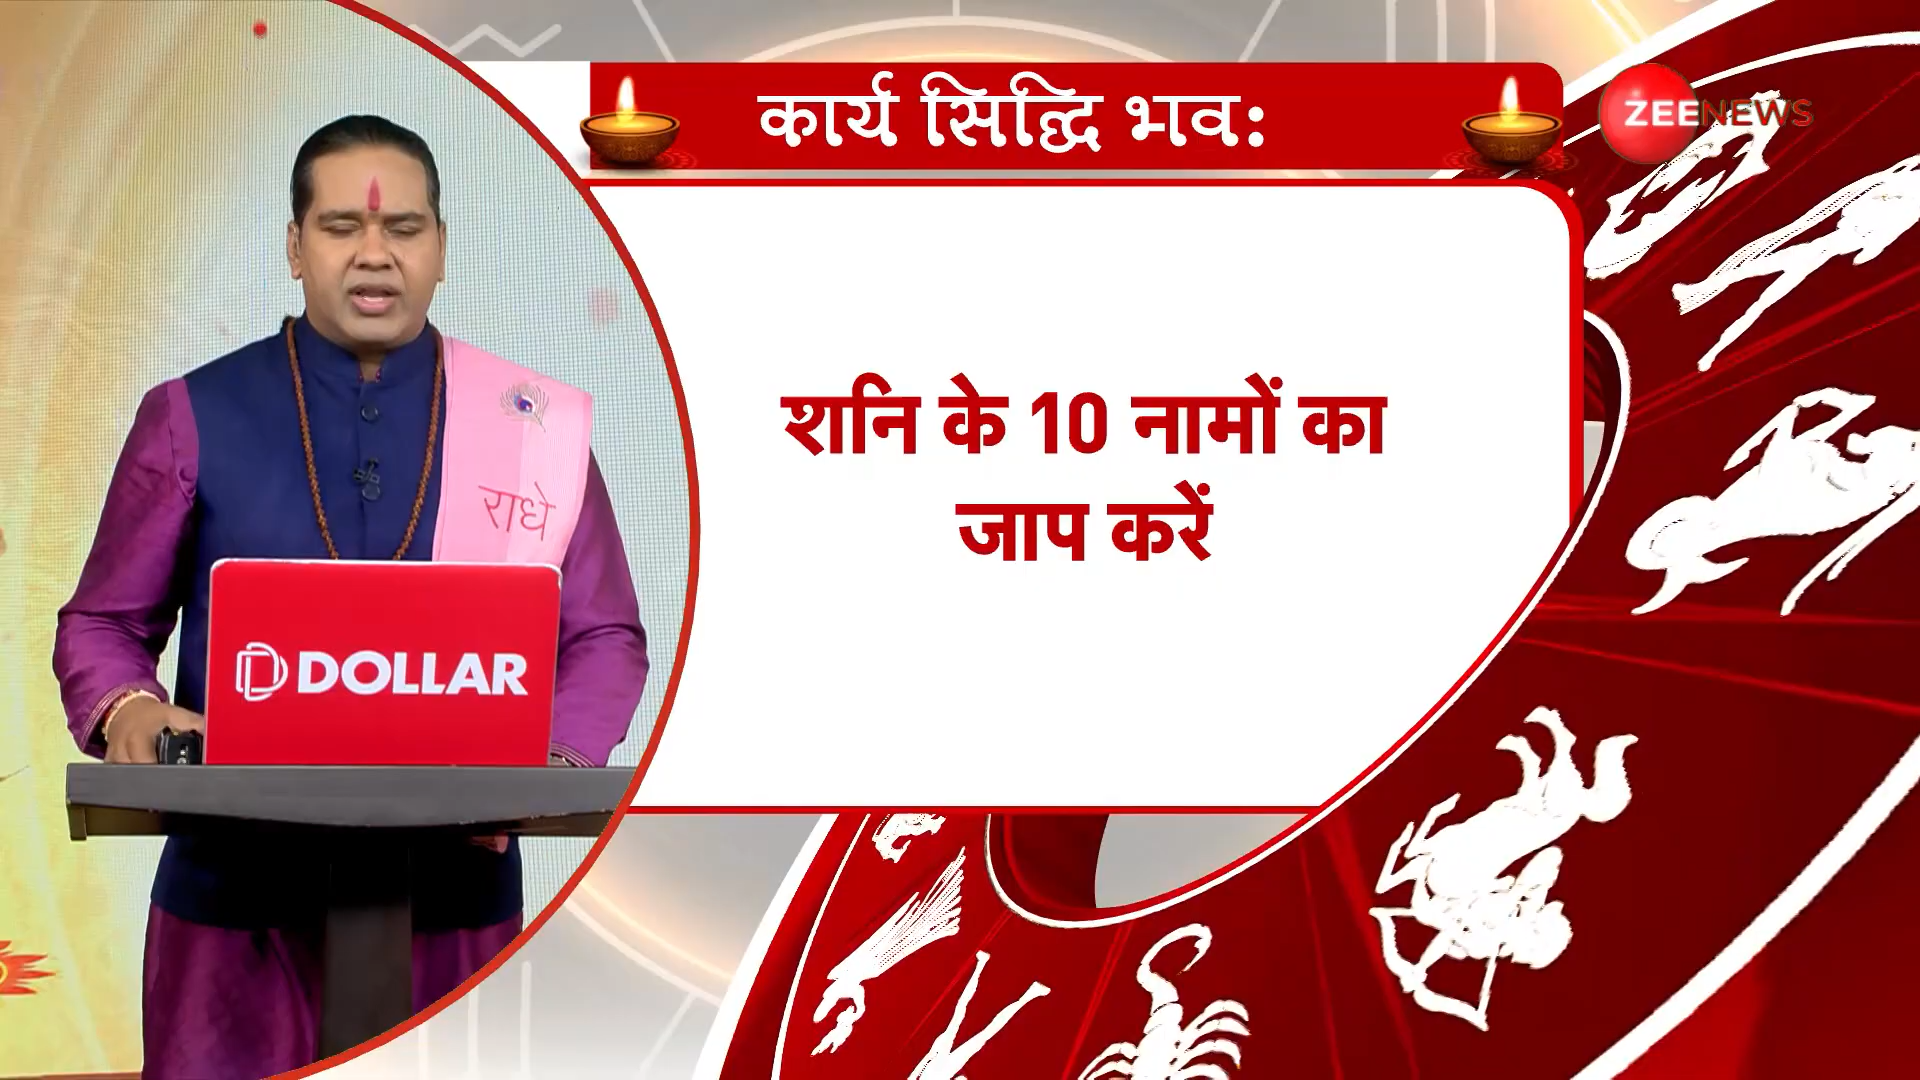 कार्य सिद्धि भव:
ZEENEWS
शनि के 10 नामों का
जाप करें
राधे
DOLLAR